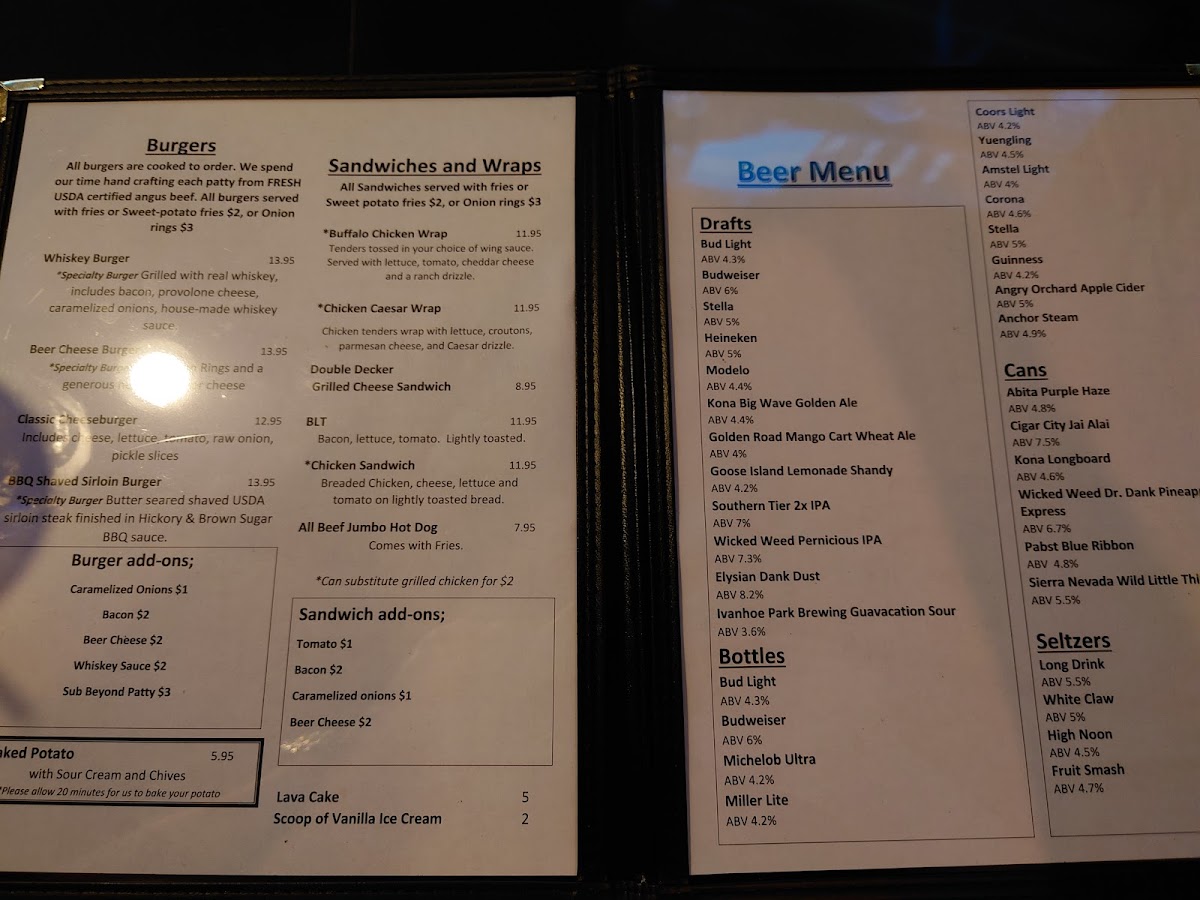 Burgers
All burgers are cooked to order. We spend
our time hand crafting each patty from FRESH
USDA certified angus beef. All burgers served
with fries or Sweet-potato fries $2, or Onion
rings $3
Whiskey Burger 13.95
*Specialty Burger Grilled with real whiskey,
includes bacon, provolone cheese,
caramelized onions, house-made whiskey
sauce.
Beer Cheese Burger 13.95
*Specialty Rings and a
generous cheese
Classic Cheeseburger 12.95
Includes cheese, lettuce, tomato, raw onion,
pickle slices
BBQ Shaved Sirloin Burger 13.95
*Specialty Burger Butter seared shaved USDA
sirloin steak finished in Hickory & Brown Sugar
BBQ sauce.
Burger add-ons;
Caramelized Onions $1
Bacon $2
Beer Cheese $2
Whiskey Sauce $2
Sub Beyond Patty $3
aked Potato 5.95
with Sour Cream and Chives
*Please allow 20 minutes for us to bake your potato
Sandwiches and Wraps
All Sandwiches served with fries or
Sweet potato fries $2, or Onion rings $3
*Buffalo Chicken Wrap 11.95
Tenders tossed in your choice of wing sauce.
Served with lettuce, tomato, cheddar cheese
and a ranch drizzle.
*Chicken Caesar Wrap 11.95
Chicken tenders wrap with lettuce, croutons,
parmesan cheese, and Caesar drizzle.
Double Decker
Grilled Cheese Sandwich 8.95
BLT 11.95
Bacon, lettuce, tomato. Lightly toasted.
*Chicken Sandwich 11.95
Breaded Chicken, cheese, lettuce and
tomato on lightly toasted bread.
All Beef Jumbo Hot Dog 7.95
Comes with Fries.
*Can substitute grilled chicken for $2
Sandwich add-ons;
Tomato $1
Bacon $2
Caramelized onions $1
Beer Cheese $2
Lava Cake 5
Scoop of Vanilla Ice Cream 2
Beer Menu
Drafts
Bud Light
ABV 4.3%
Budweiser
ABV 6%
Stella
ABV 5%
Heineken
ABV 5%
Modelo
ABV 4.4%
Kona Big Wave Golden Ale
ABV 4.4%
Golden Road Mango Cart Wheat Ale
ABV 4%
Goose Island Lemonade Shandy
ABV 4.2%
Southern Tier 2x IPA
ABV 7%
Wicked Weed Pernicious IPA
ABV 7.3%
Elysian Dank Dust
ABV 8.2%
Ivanhoe Park Brewing Guavacation Sour
ABV 3.6%
Bottles
Bud Light
ABV 4.3%
Budweiser
ABV 6%
Michelob Ultra
ABV 4.2%
Miller Lite
ABV 4.2%
Coors Light
ABV 4.2%
Yuengling
ABV 4.5%
Amstel Light
ABV 4%
Corona
ABV 4.6%
Stella
ABV 5%
Guinness
ABV 4.2%
Angry Orchard Apple Cider
ABV 5%
Anchor Steam
ABV 4.9%
Cans
Abita Purple Haze
ABV 4.8%
Cigar City Jai Alai
ABV 7.5%
Kona Longboard
ABV 4.6%
Wicked Weed Dr. Dank Pineapp
Express
ABV 6.7%
Pabst Blue Ribbon
ABV 4.8%
Sierra Nevada Wild Little Thi
ABV 5.5%
Seltzers
Long Drink
ABV 5.5%
White Claw
ABV 5%
High Noon
ABV 4.5%
Fruit Smash
ABV 4.7%